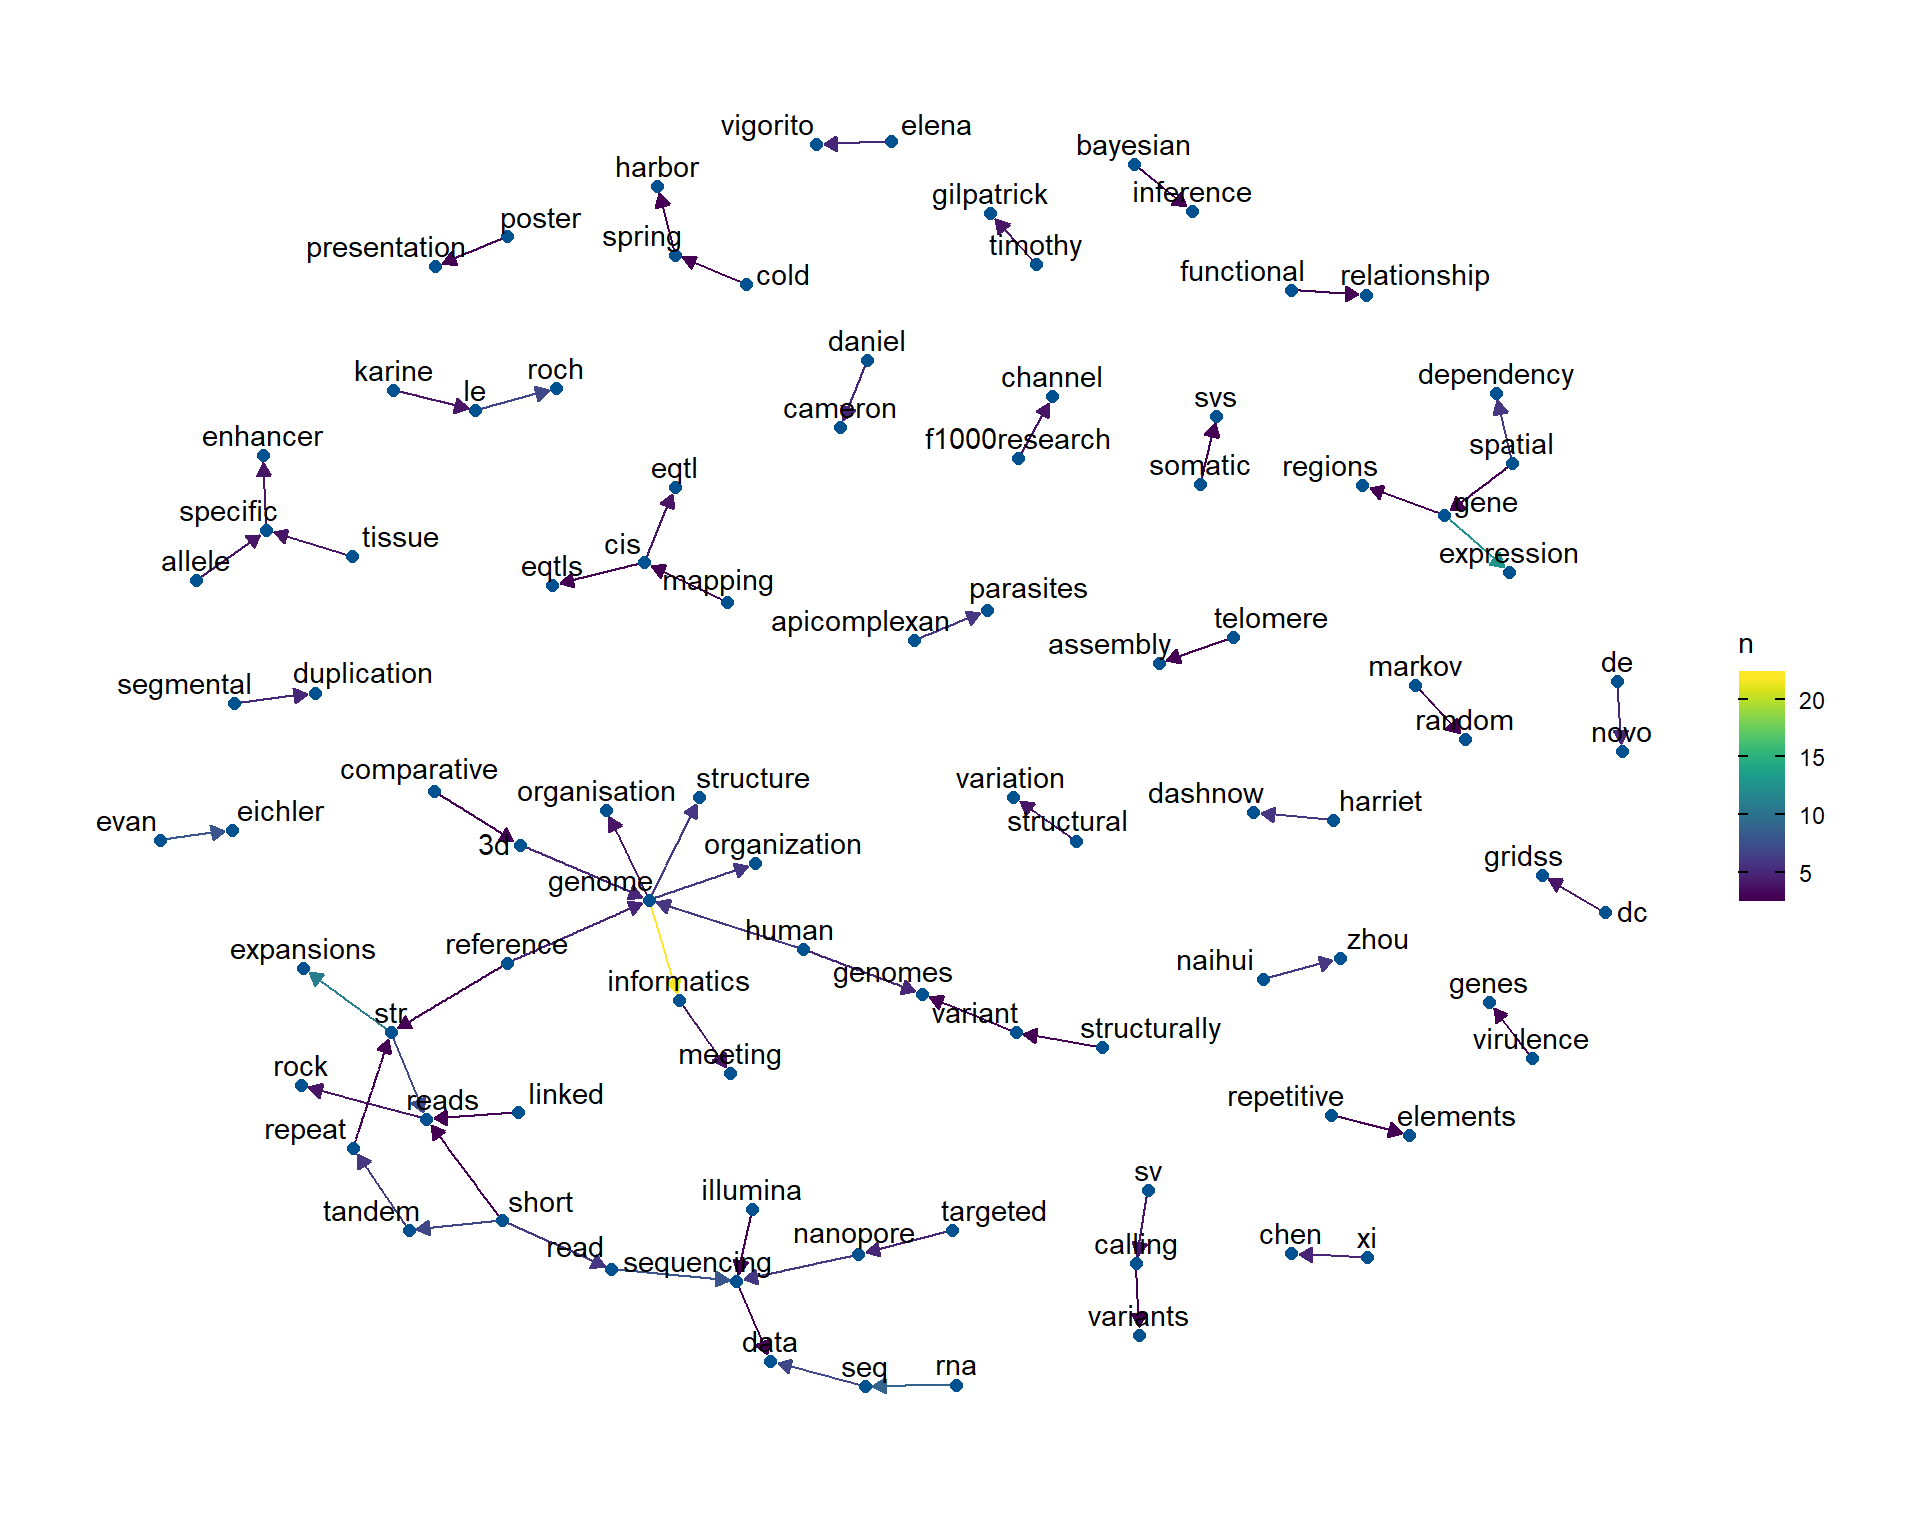 vigorito
elena
bayesian
harbor
inference
gilpatrick
poster
presentation
spring
timothy
cold
functional
relationship
daniel
karine
le
roch
channel
dependency
cameron
svs
enhancer
f1000research
spatial
eqtl
somatic
regions
specific
gene
tissue
cis
allele
eqtls
mapping
expression
parasites
apicomplexan
telomere
assembly
n
segmental
duplication
markov
de
20
random
novo
15
comparative
organisation
structure
variation
dashnow
harriet
evan
eichler
structural
10
3d
organization
gridss
5
genome
dc
human
expansions
reference
naihui
zhou
informatics
genomes
genes
str
variant
structurally
virulence
rock
meeting
reads
linked
repetitive
elements
repeat
sv
illumina
tandem
short
targeted
nanopore
read
sequencing
calling
chen
xi
data
variants
seq
rna